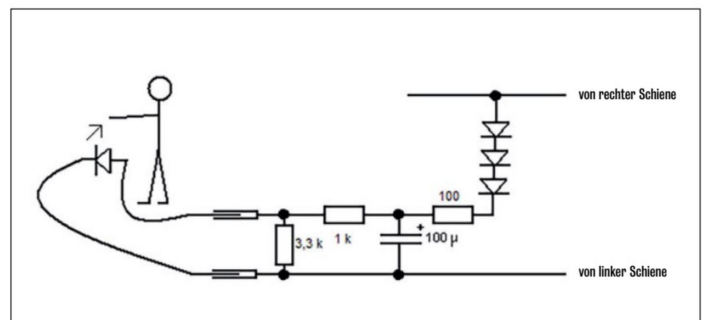 von rechter Schiene
100
+
3,3 k
1 k
100 µ
von linker Schiene